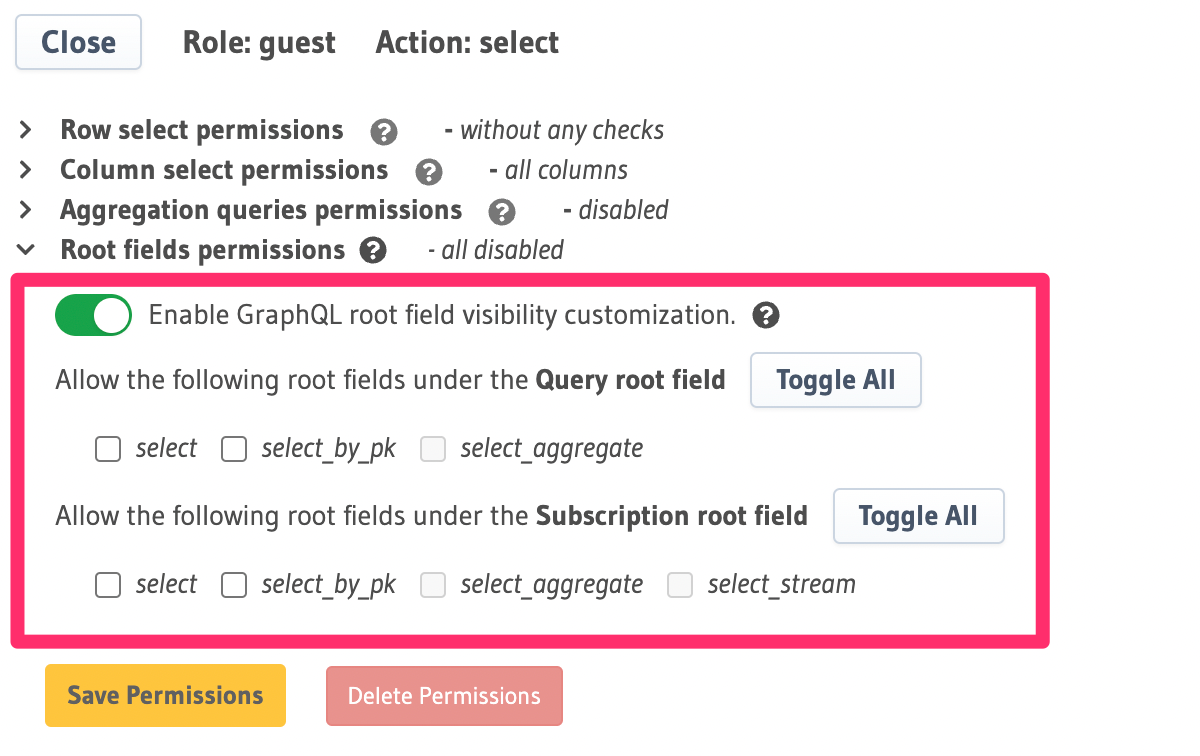 Close Role: guest Action: select
Row select permissions ? - without any checks
Column select permissions ? - all columns
Aggregation queries permissions ? - disabled
Root fields permissions ? - all disabled
Enable GraphQL root field visibility customization. ?
Allow the following root fields under the Query root field Toggle All
select select_by_pk select_aggregate
Allow the following root fields under the Subscription root field Toggle All
select select_by_pk select_aggregate select_stream
Save Permissions Delete Permissions